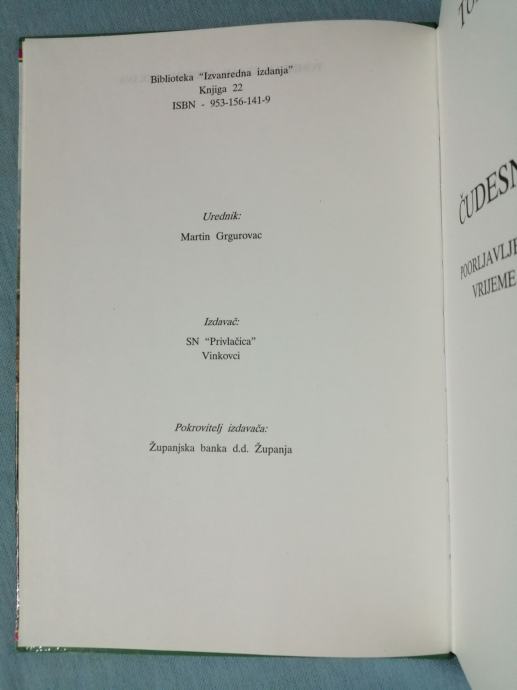 Biblioteka "Izvanredna izdanja"
Knjiga 22
ISBN - 953-156-141-9
Urednik:
Martin Grgurovac
Izdavač:
SN "Privlačica"
Vinkovci
Pokrovitelj izdavača:
Županjska banka d.d. Županja
ČUDESN
POORLJAVLJE
VRIJEME